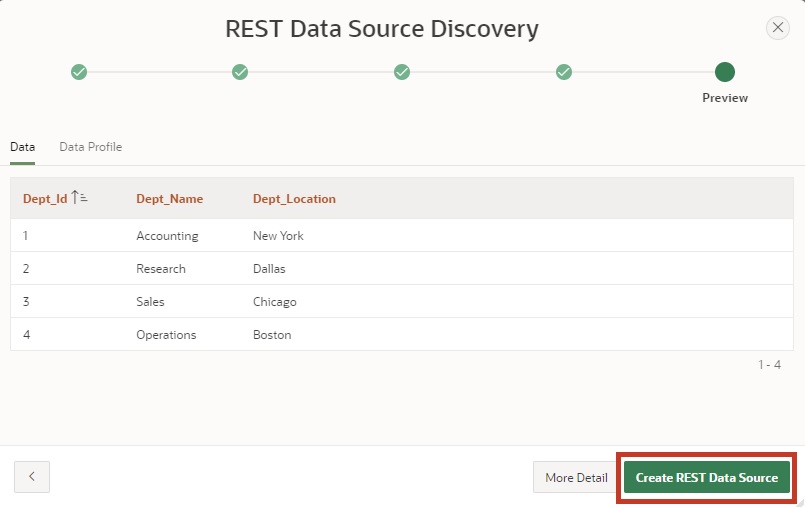 REST Data Source Discovery
Preview
Data Data Profile
Dept_Id Dept_Name Dept_Location
1 Accounting New York
2 Research Dallas
3 Sales Chicago
4 Operations Boston
1 - 4
More Detail Create REST Data Source